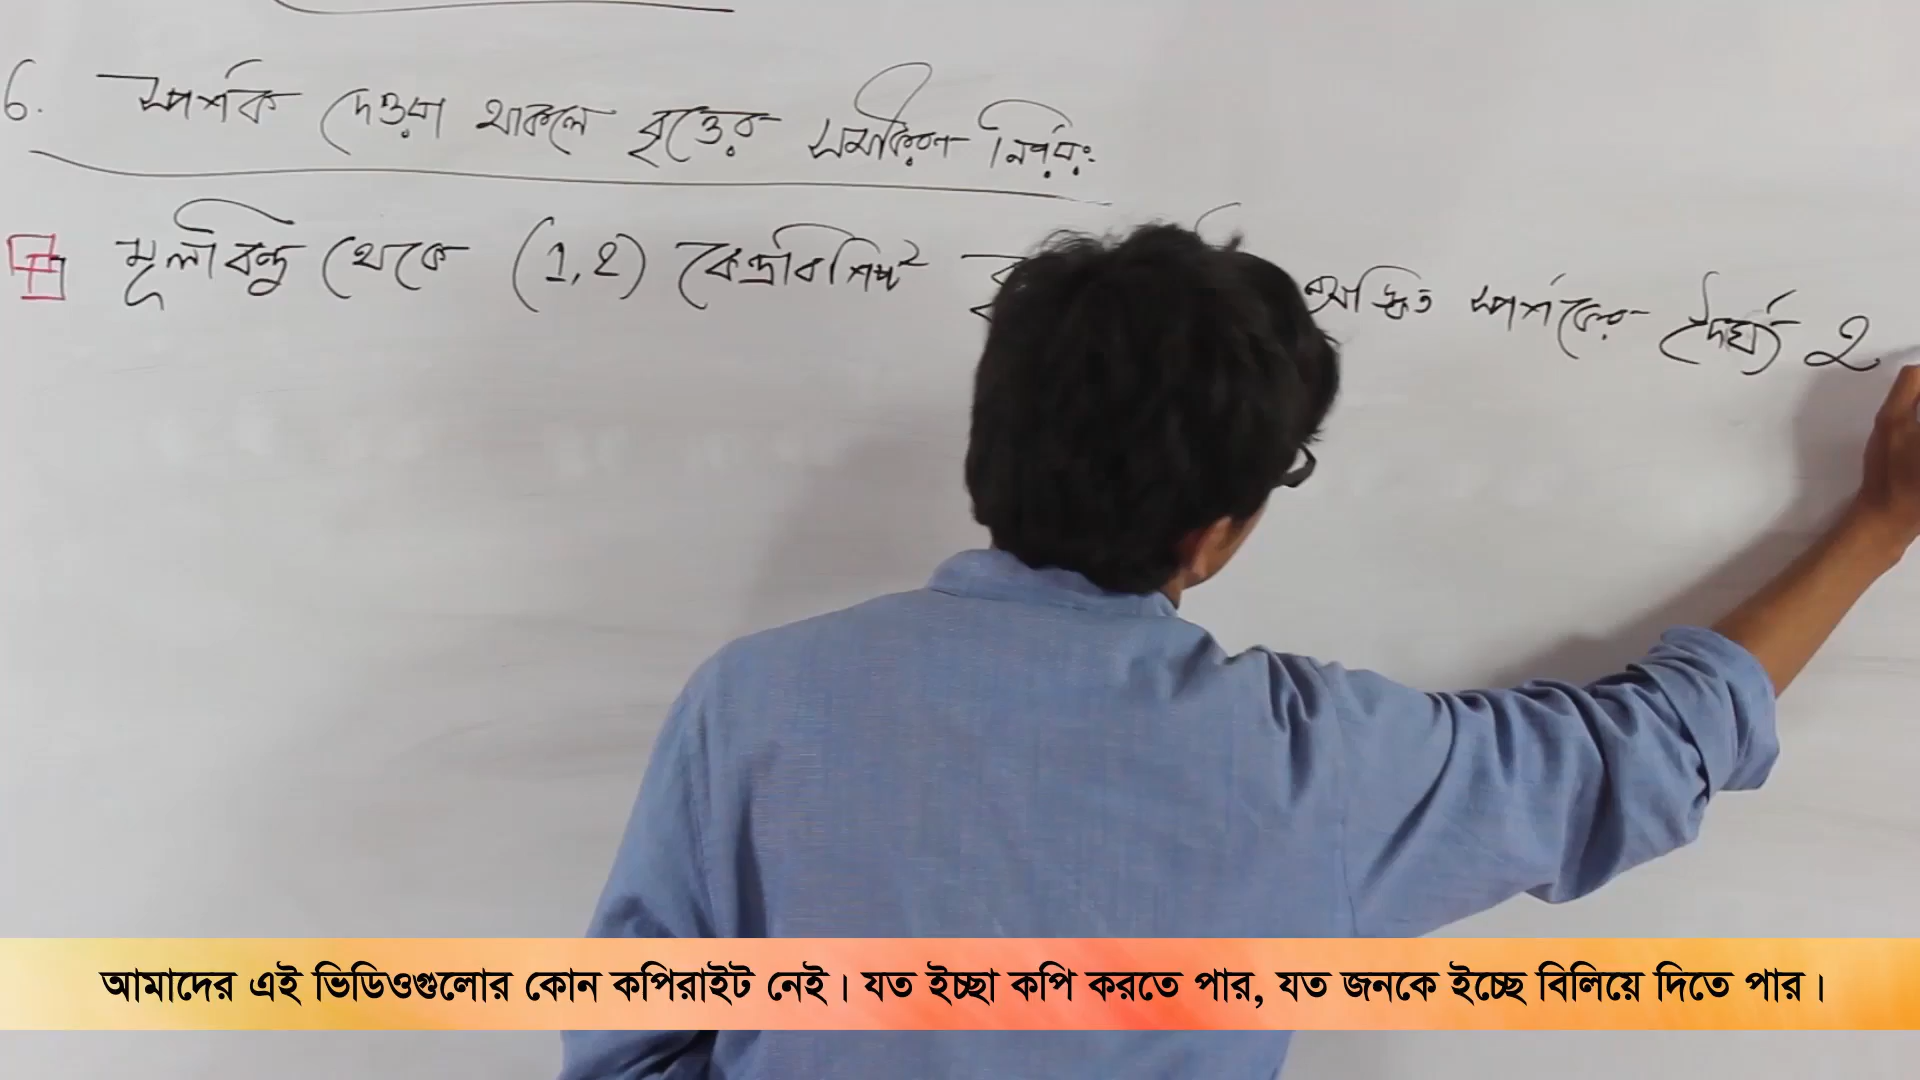 6. স্পর্শক দেওয়া থাকলে বৃত্তের সমীকরণ নির্ণয়ঃ
মূলবিন্দু থেকে (1,2) কেন্দ্রবিশিষ্ট অঙ্কিত স্পর্শকের দৈর্ঘ্য 2
আমাদের এই ভিডিওগুলোর কোন কপিরাইট নেই। যত ইচ্ছা কপি করতে পার, যত জনকে ইচ্ছে বিলিয়ে দিতে পার।